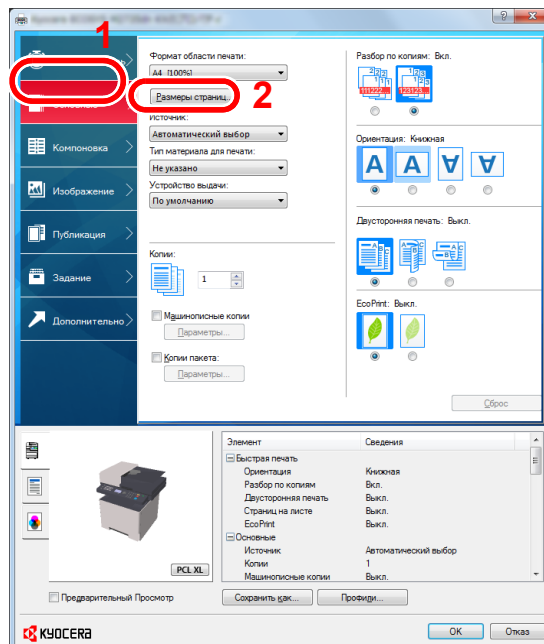 1
Формат области печати:
A4 [100%]
Размеры страниц...
2
Источник:
Автоматический выбор
Тип материала для печати:
Не указано
Устройство выдачи:
По умолчанию
Компоновка
Изображение
Публикация
Задание
Дополнительно
Копии:
1
Машинописные копии
Параметры...
Копии пакета:
Параметры...
Разбор по копиям: Вкл.
111222...
123123...
Ориентация: Книжная
A A A A
Двусторонняя печать: Выкл.
EcoPrint: Выкл.
Сброс
PCL XL
Предварительный Просмотр
Элемент Сведения
Быстрая печать
Ориентация Книжная
Разбор по копиям Вкл.
Двусторонняя печать Выкл.
Страниц на листе Выкл.
EcoPrint Выкл.
Основные
Источник Автоматический выбор
Копии 1
Машинописные копии Выкл.
Сохранить как... Профили...
KYOCERA
OK Отказ